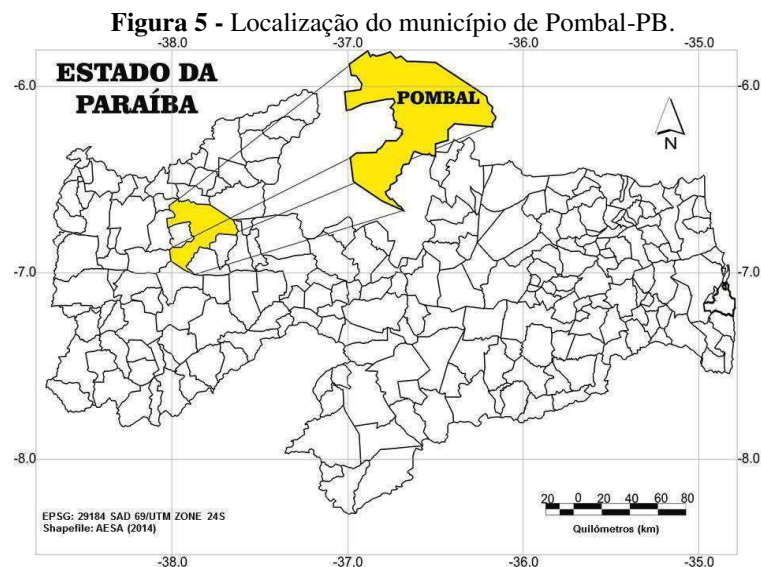 Figura 5 - Localização do município de Pombal-PB.
-38.0 -37.0 -36.0 -35.0
-6.0 -6.0
ESTADO DA
PARAÍBA
POMBAL
N
-7.0 -7.0
-8.0 -8.0
20 0 20 40 60 80
Quilómetros (km)
EPSG: 29184 SAD 69/UTM ZONE 24S
Shapefile: AESA (2014)
-38.0 -37.0 -36.0 -35.0